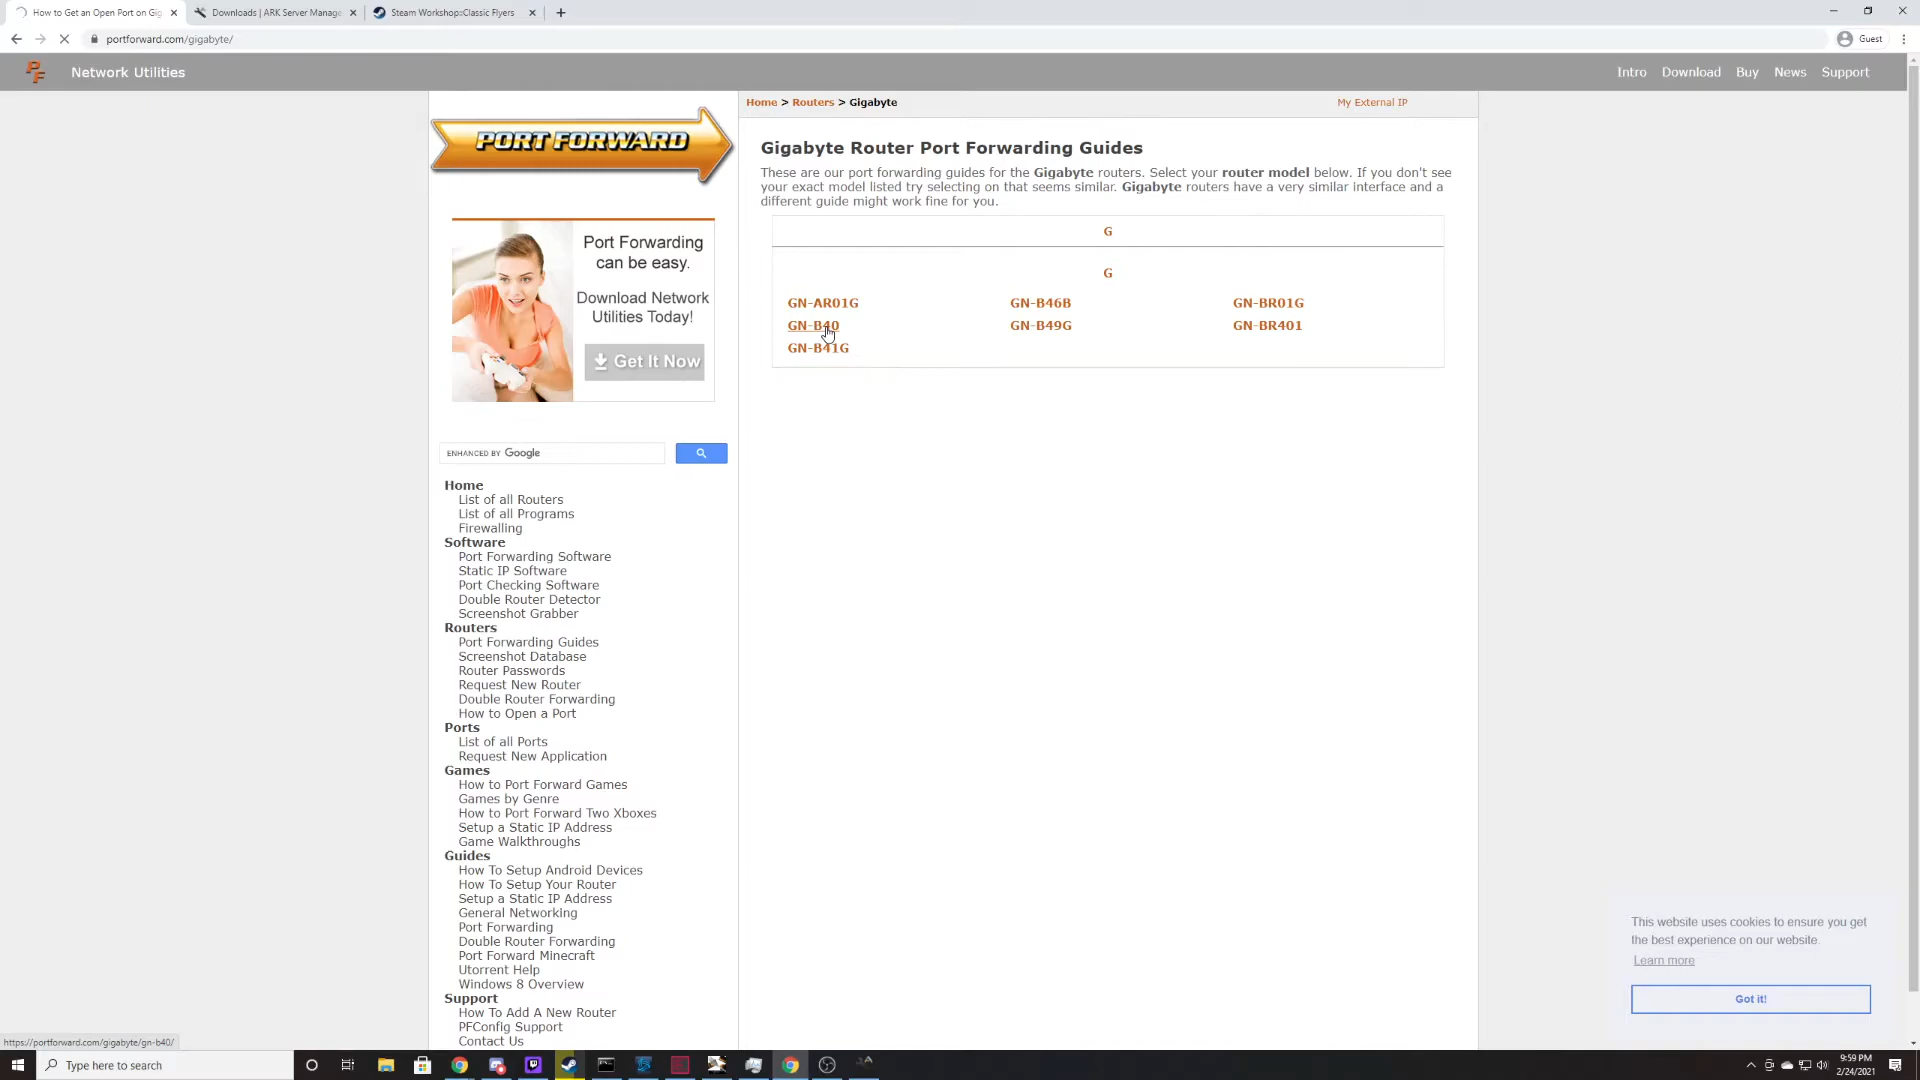 How to Get an Open Port on Gig
Downloads | ARK Server Manage
Steam Workshop::Classic Flyers
portforward.com/gigabyte/
Guest
PF
Network Utilities
Intro Download Buy News Support
PORT FORWARD
Home > Routers > Gigabyte
My External IP
Gigabyte Router Port Forwarding Guides
These are our port forwarding guides for the Gigabyte routers. Select your router model below. If you don't see
your exact model listed try selecting on that seems similar. Gigabyte routers have a very similar interface and a
different guide might work fine for you.
G
G
GN-AR01G GN-B46B GN-BR01G
GN-B40 GN-B49G GN-BR401
GN-B41G
Port Forwarding
can be easy.
Download Network
Utilities Today!
Get It Now
ENHANCED BY Google
Home
List of all Routers
List of all Programs
Firewalling
Software
Port Forwarding Software
Static IP Software
Port Checking Software
Double Router Detector
Screenshot Grabber
Routers
Port Forwarding Guides
Screenshot Database
Router Passwords
Request New Router
Double Router Forwarding
How to Open a Port
Ports
List of all Ports
Request New Application
Games
How to Port Forward Games
Games by Genre
How to Port Forward Two Xboxes
Setup a Static IP Address
Game Walkthroughs
Guides
How To Setup Android Devices
How To Setup Your Router
Setup a Static IP Address
General Networking
Port Forwarding
Double Router Forwarding
Port Forward Minecraft
Utorrent Help
Windows 8 Overview
Support
How To Add A New Router
PFConfig Support
Contact Us
This website uses cookies to ensure you get
the best experience on our website.
Learn more
Got it!
https://portforward.com/gigabyte/gn-b40/
Type here to search
9:59 PM
2/24/2021